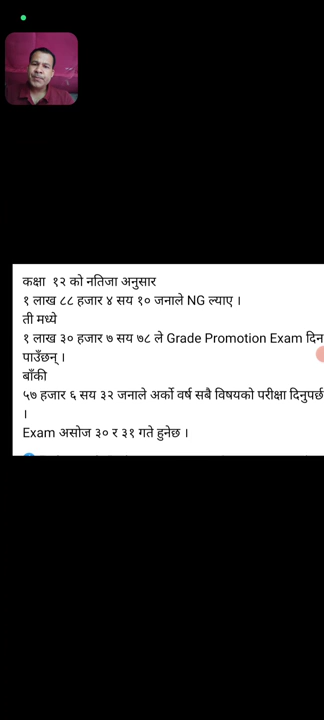 कक्षा १२ को नतिजा अनुसार
१ लाख ८८ हजार ४ सय १० जनाले NG ल्याए ।
ती मध्ये
१ लाख ३० हजार ७ सय ७८ ले Grade Promotion Exam दिन
पाउँछन् ।
बाँकी
५७ हजार ६ सय ३२ जनाले अर्को वर्ष सबै विषयको परीक्षा दिनुपर्छ
।
Exam असोज ३० र ३१ गते हुनेछ ।